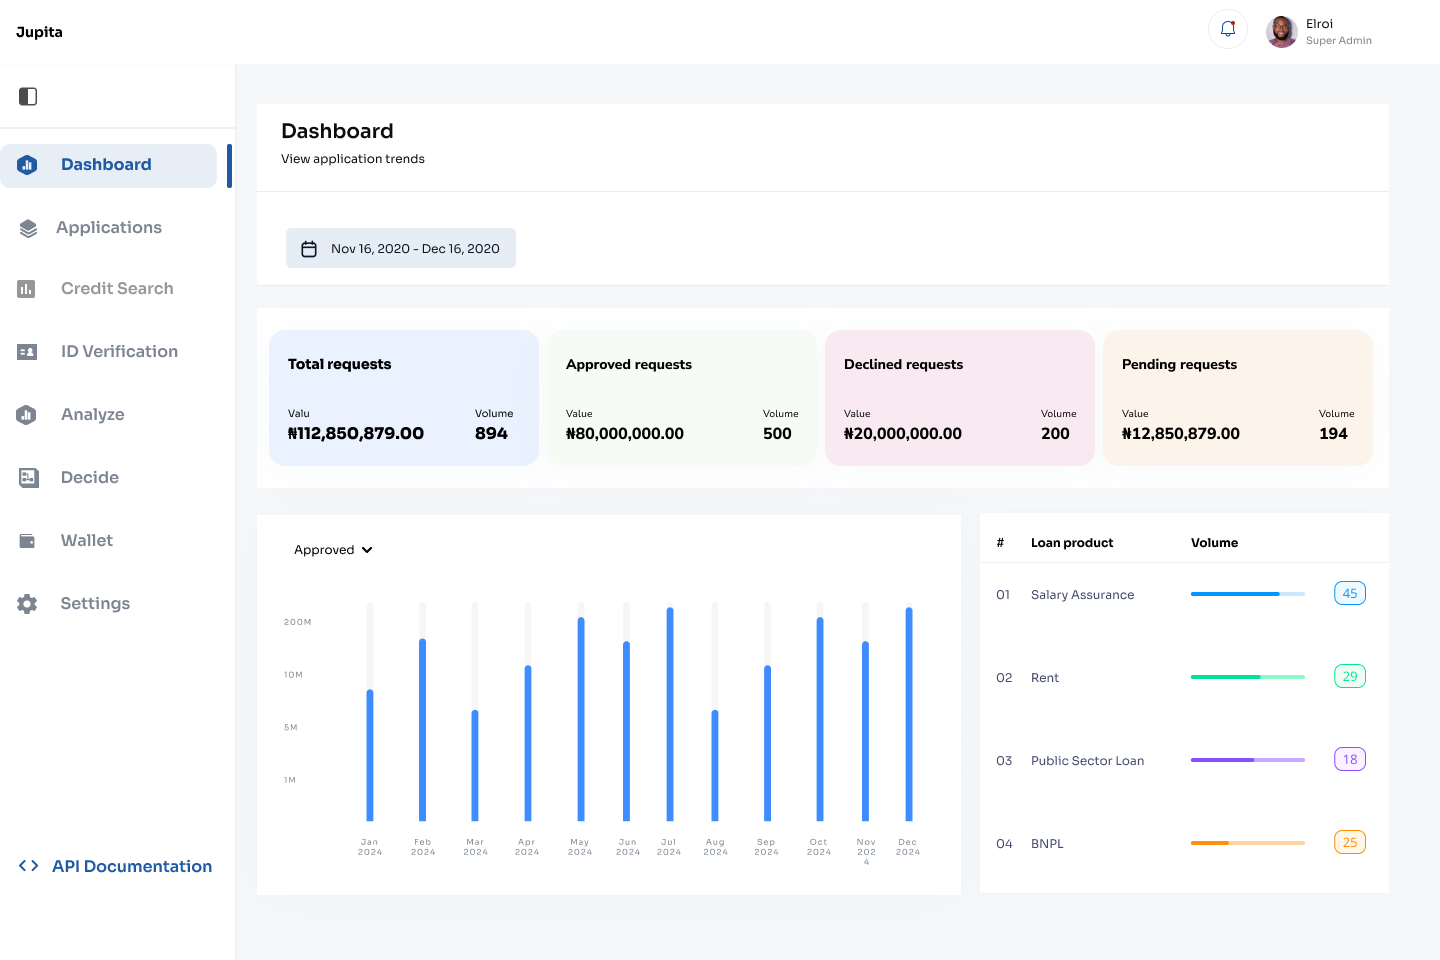 Jupita
Elroi
Super Admin
Dashboard
Applications
Credit Search
ID Verification
Analyze
Decide
Wallet
Settings
API Documentation
Dashboard
View application trends
Nov 16, 2020 - Dec 16, 2020
Total requests
Valu Volume
₦112,850,879.00 894
Approved requests
Value Volume
₦80,000,000.00 500
Declined requests
Value Volume
₦20,000,000.00 200
Pending requests
Value Volume
₦12,850,879.00 194
Approved
200M
10M
5M
1M
Jan 2024
Feb 2024
Mar 2024
Apr 2024
May 2024
Jun 2024
Jul 2024
Aug 2024
Sep 2024
Oct 2024
Nov
202
4
Dec 2024
# Loan product Volume
01 Salary Assurance 45
02 Rent 29
03 Public Sector Loan 18
04 BNPL 25